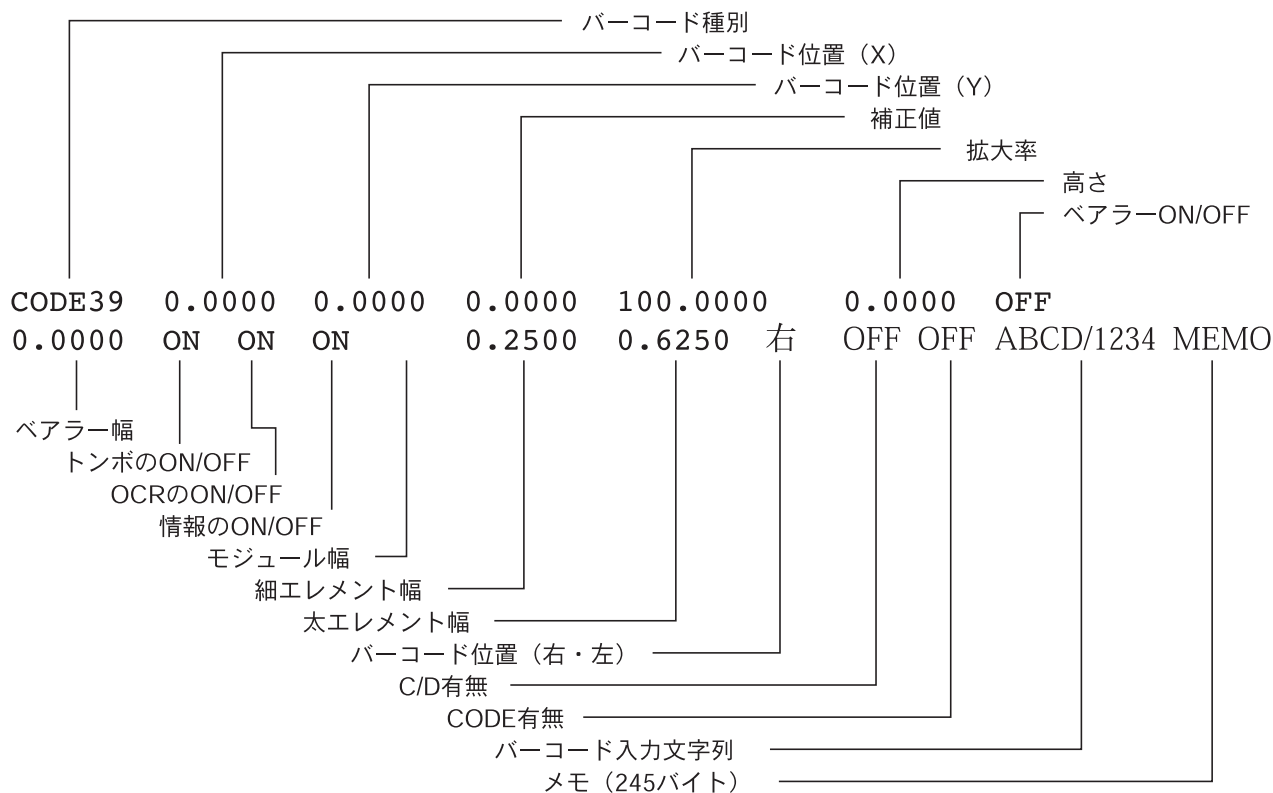 バーコード種別
バーコード位置（X）
バーコード位置（Y）
補正値
拡大率
高さ
ベアラーON/OFF
CODE39 0.0000 0.0000 0.0000 100.0000 0.0000 OFF
0.0000 ON ON ON 0.2500 0.6250 右 OFF OFF ABCD/1234 MEMO
ベアラー幅
トンボのON/OFF
OCRのON/OFF
情報のON/OFF
モジュール幅
細エレメント幅
太エレメント幅
バーコード位置（右・左）
C/D有無
CODE有無
バーコード入力文字列
メモ（245バイト）